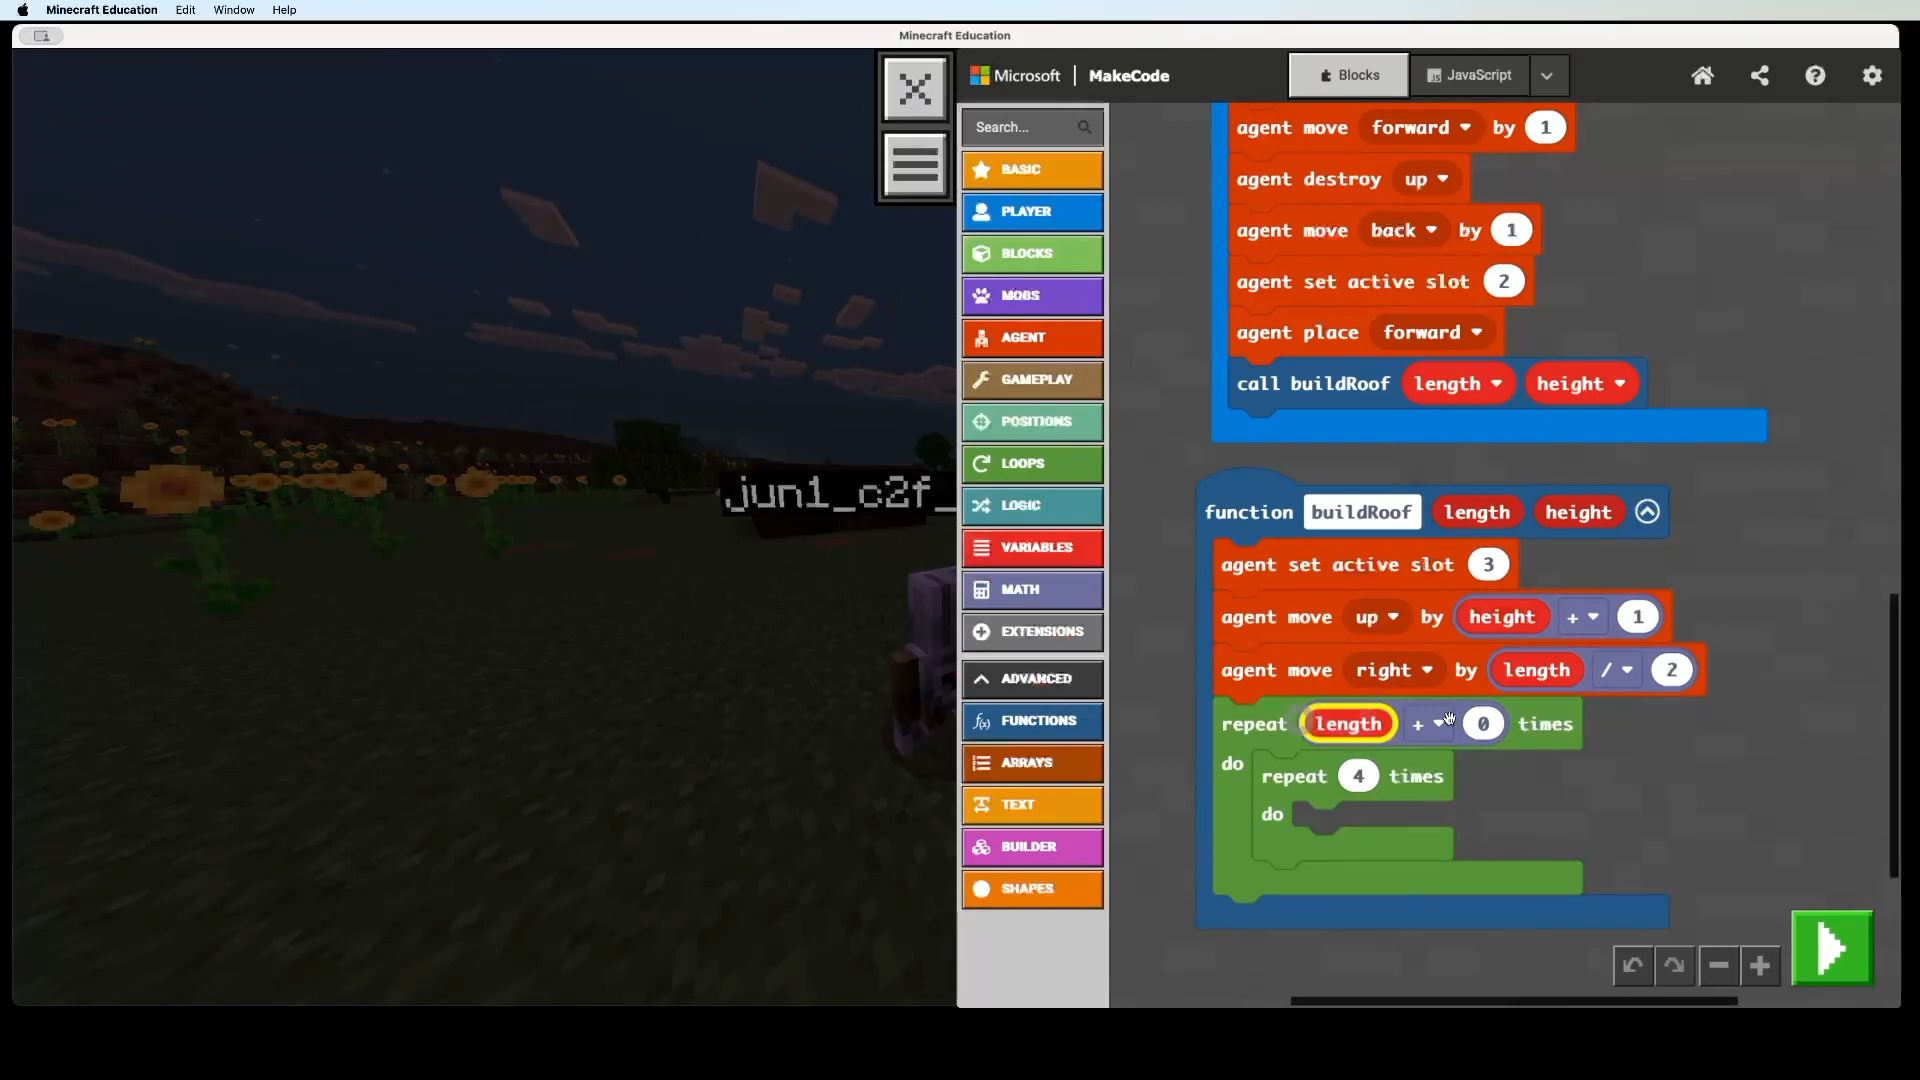 Minecraft Education Edit Window Help
Minecraft Education
Microsoft | MakeCode
Blocks
JavaScript
Search...
BASIC
PLAYER
BLOCKS
MOBS
AGENT
GAMEPLAY
POSITIONS
LOOPS
LOGIC
VARIABLES
MATH
EXTENSIONS
ADVANCED
FUNCTIONS
ARRAYS
TEXT
BUILDER
SHAPES
jun1_c2f_
agent move forward by 1
agent destroy up
agent move back by 1
agent set active slot 2
agent place forward
call buildRoof length height
function buildRoof length height
agent set active slot 3
agent move up by height + 1
agent move right by length / 2
repeat length + 0 times
do repeat 4 times
do